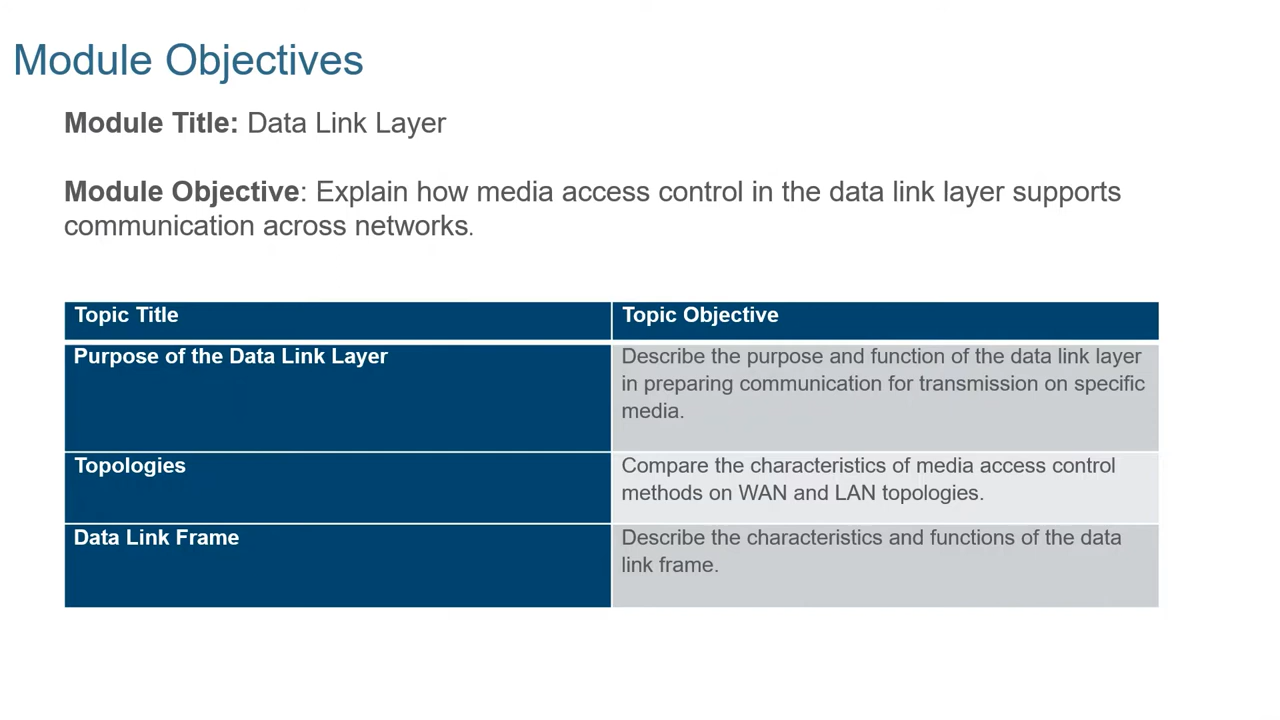 Module Objectives
Module Title: Data Link Layer
Module Objective: Explain how media access control in the data link layer supports
communication across networks.
Topic Title
Topic Objective
Purpose of the Data Link Layer
Describe the purpose and function of the data link layer
in preparing communication for transmission on specific
media.
Topologies
Compare the characteristics of media access control
methods on WAN and LAN topologies.
Data Link Frame
Describe the characteristics and functions of the data
link frame.